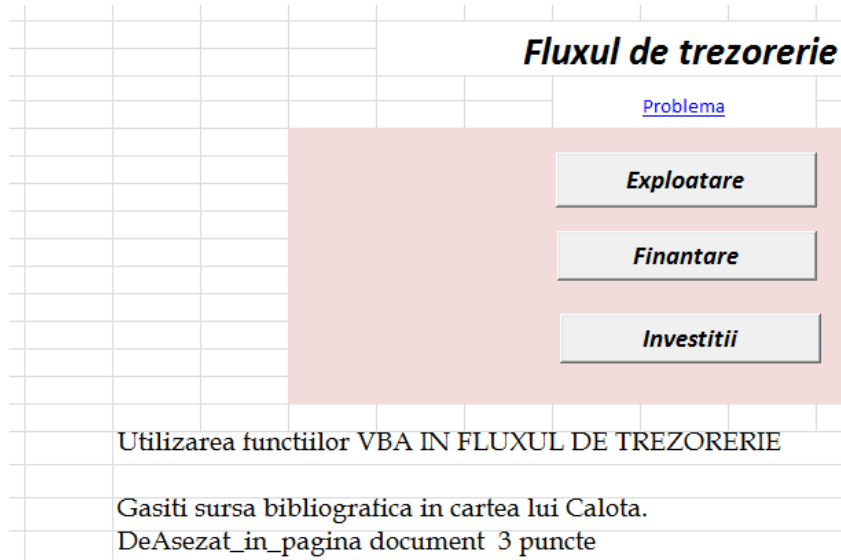 Fluxul de trezorerie
Problema
Exploatare
Finantare
Investitii
Utilizarea functiilor VBA IN FLUXUL DE TREZORERIE
Gasiti sursa bibliografica in cartea lui Calota.
DeAsezat_in_pagina document 3 puncte